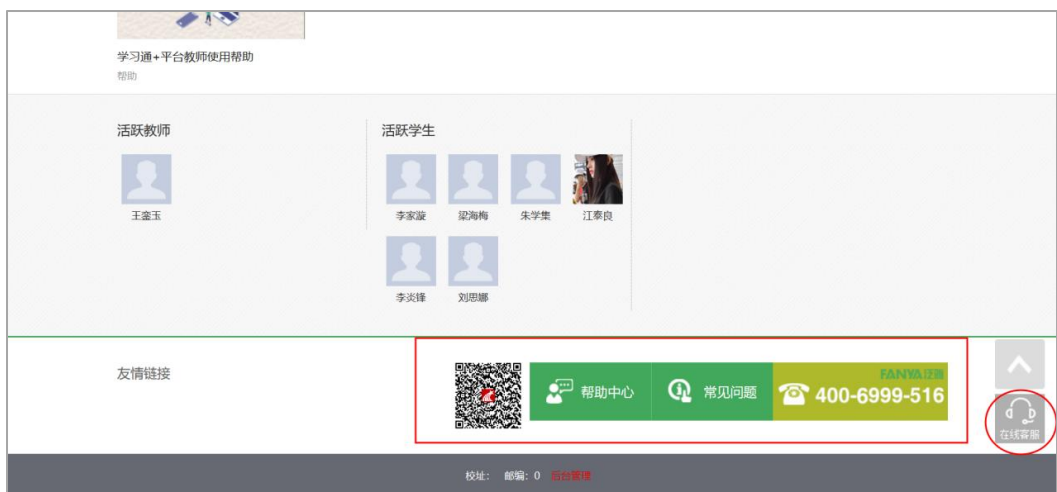 学习通+平台教师使用帮助
帮助
活跃教师
活跃学生
王銮玉
李家漩 梁海梅 朱学集 江泰良
李炎锋 刘思娜
友情链接
帮助中心
常见问题
FANYA 泛雅
400-6999-516
在线客服
校址： 邮编：0 后台管理